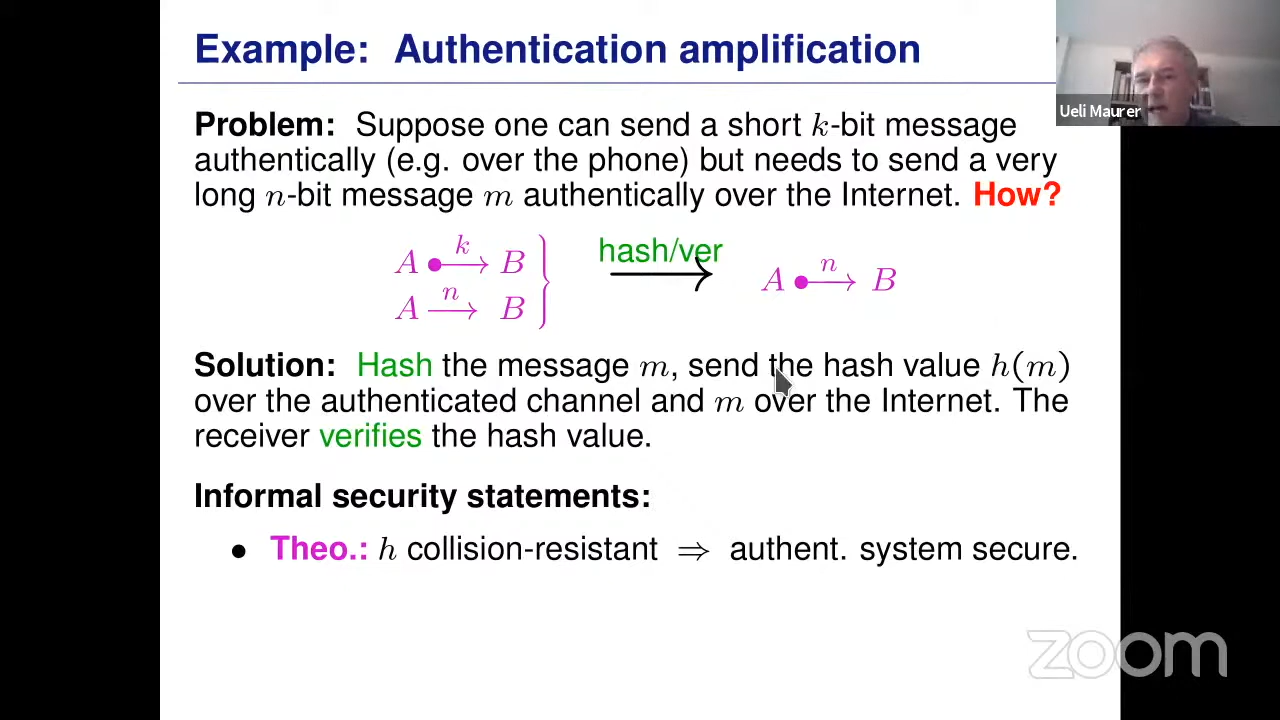 Example: Authentication amplification
Ueli Maurer
Problem: Suppose one can send a short k-bit message
authentically (e.g. over the phone) but needs to send a very
long n-bit message m authentically over the Internet. How?
A •—k→ B
A —n→ B
hash/ver
A •—n→ B
Solution: Hash the message m, send the hash value h(m)
over the authenticated channel and m over the Internet. The
receiver verifies the hash value.
Informal security statements:
• Theo.: h collision-resistant ⇒ authent. system secure.
zoom